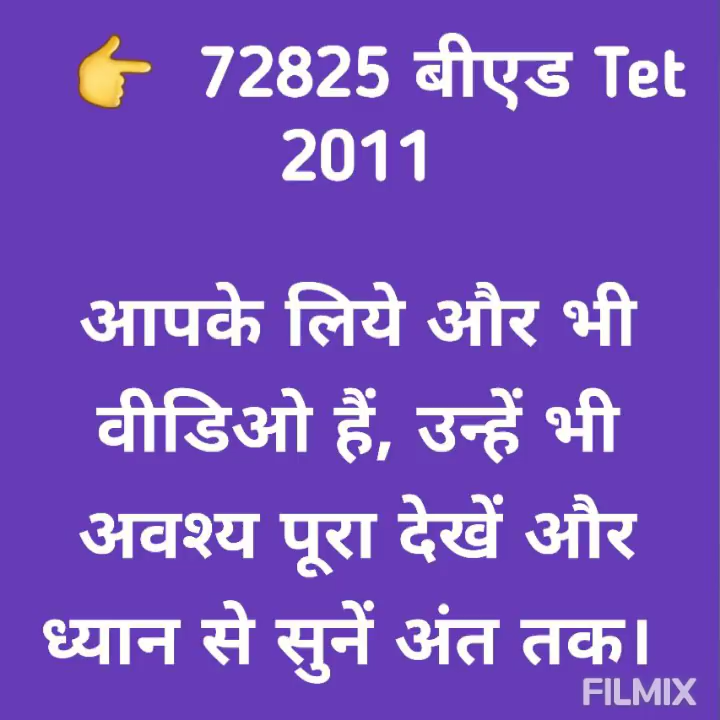 👉 72825 बीएड Tet
2011
आपके लिये और भी
वीडिओ हैं, उन्हें भी
अवश्य पूरा देखें और
ध्यान से सुनें अंत तक।
FILMIX